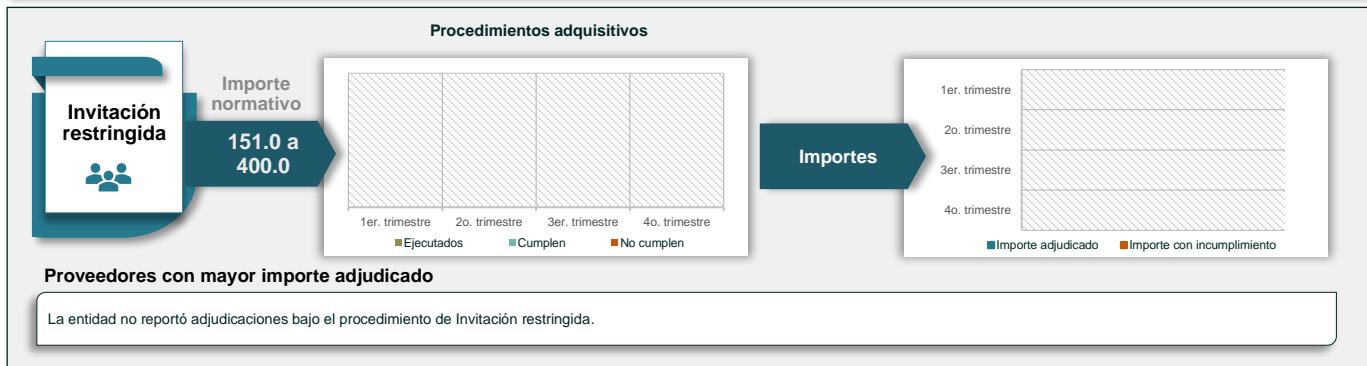 Procedimientos adquisitivos
Invitación
restringida
Importe
normativo
151.0 a
400.0
1er. trimestre 2o. trimestre 3er. trimestre 4o. trimestre
Ejecutados Cumplen No cumplen
Importes
1er. trimestre
2o. trimestre
3er. trimestre
4o. trimestre
Importe adjudicado Importe con incumplimiento
Proveedores con mayor importe adjudicado
La entidad no reportó adjudicaciones bajo el procedimiento de Invitación restringida.